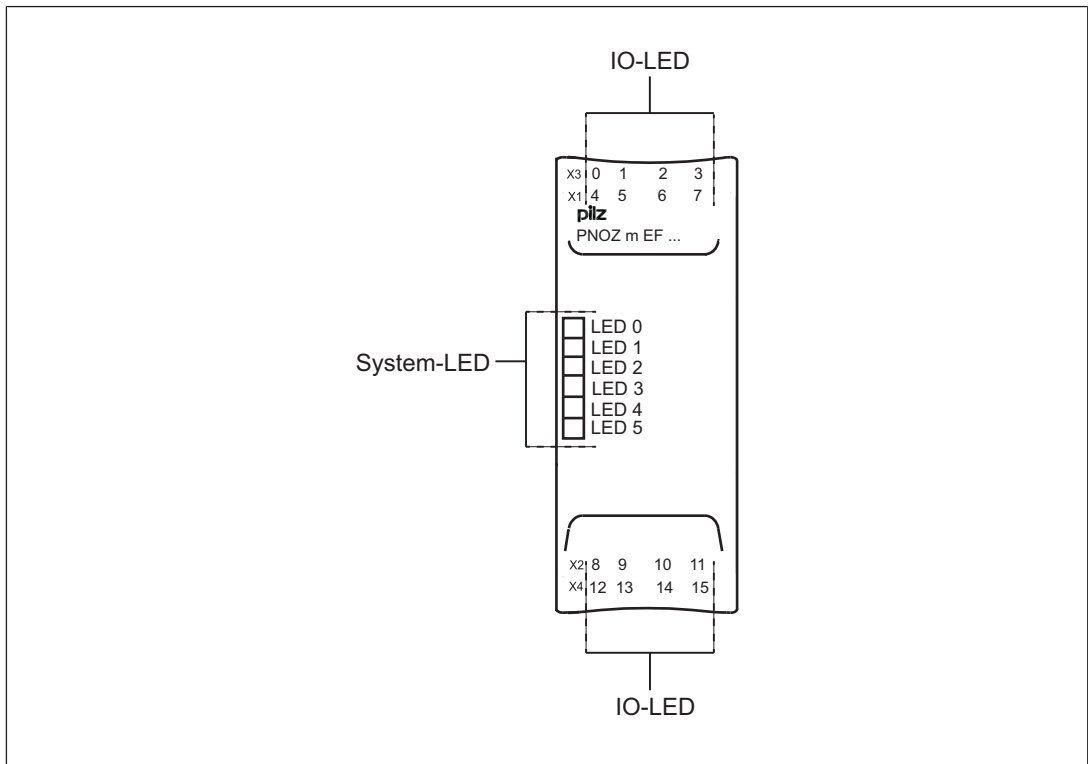 IO-LED
X3 0 1 2 3
X1 4 5 6 7
pilz
PNOZ m EF ...
LED 0
LED 1
System-LED
LED 2
LED 3
LED 4
LED 5
X2 8 9 10 11
X4 12 13 14 15
IO-LED